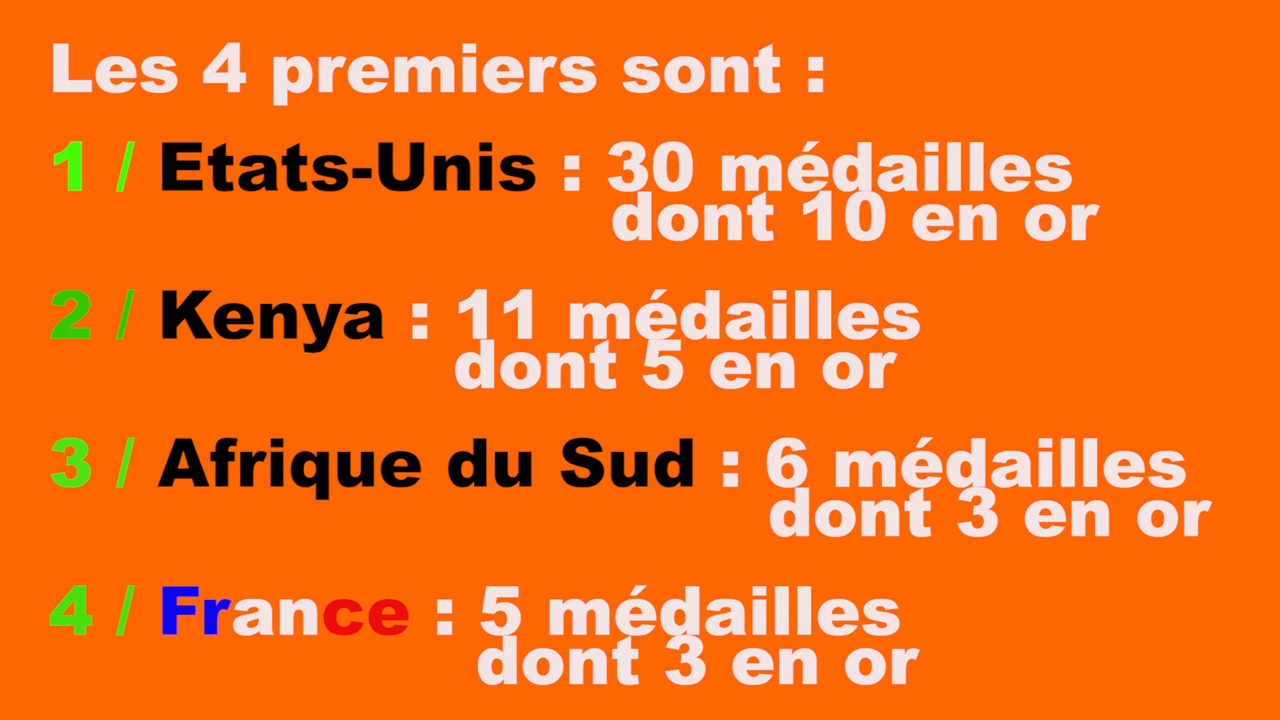 Les 4 premiers sont :
1 / Etats-Unis : 30 médailles
dont 10 en or
2 / Kenya : 11 médailles
dont 5 en or
3 / Afrique du Sud : 6 médailles
dont 3 en or
4 / France : 5 médailles
dont 3 en or